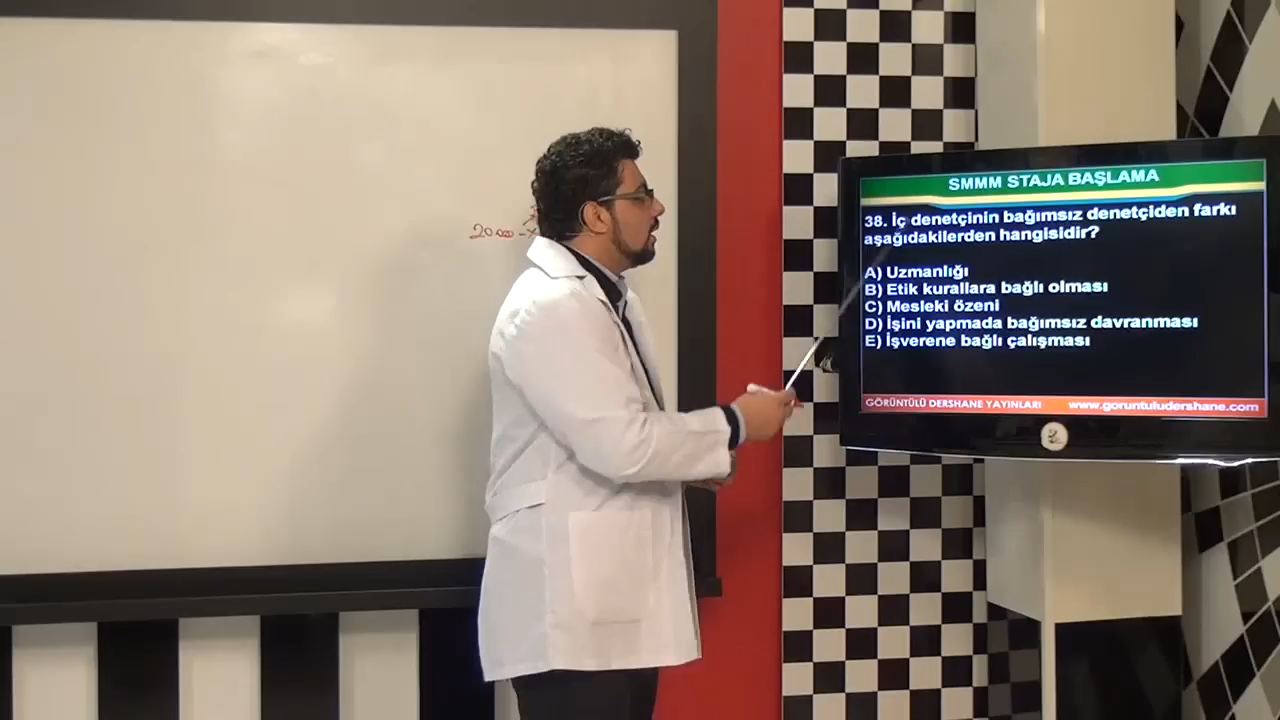 SMMM STAJA BAŞLAMA
38. İç denetçinin bağımsız denetçiden farkı
aşağıdakilerden hangisidir?
A) Uzmanlığı
B) Etik kurallara bağlı olması
C) Mesleki özeni
D) İşini yapmada bağımsız davranması
E) İşverene bağlı çalışması
GÖRÜNTÜLÜ DERSHANE YAYINLARI www.goruntuludershane.com